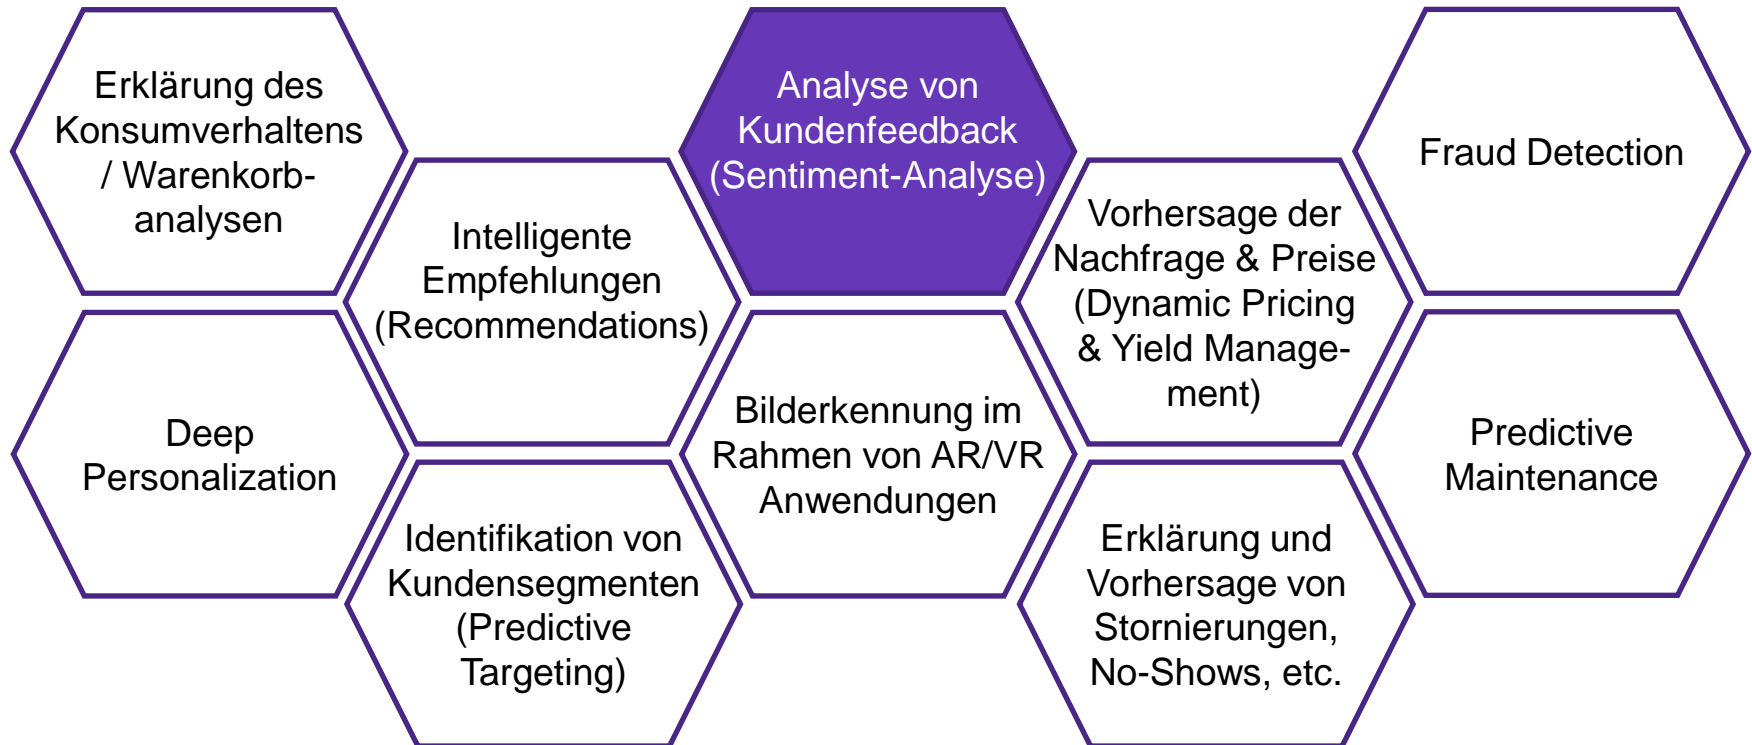 Erklärung des
Konsumverhaltens
/ Warenkorb-
analysen
Intelligente
Empfehlungen
(Recommendations)
Analyse von
Kundenfeedback
(Sentiment-Analyse)
Vorhersage der
Nachfrage & Preise
(Dynamic Pricing
& Yield Manage-
ment)
Fraud Detection
Deep
Personalization
Identifikation von
Kundensegmenten
(Predictive
Targeting)
Bilderkennung im
Rahmen von AR/VR
Anwendungen
Erklärung und
Vorhersage von
Stornierungen,
No-Shows, etc.
Predictive
Maintenance